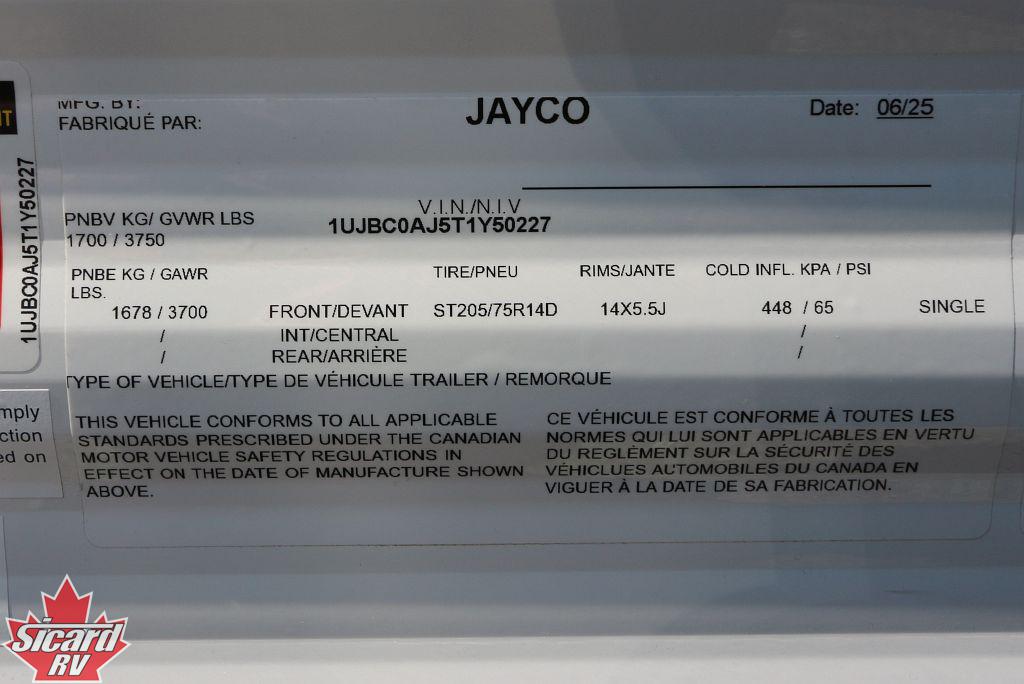 MFG. BY:
FABRIQUÉ PAR:
JAYCO
Date: 06/25
IT
1UJBC0AJ5T1Y50227
V.I.N./N.I.V
1UJBC0AJ5T1Y50227
PNBV KG/ GVWR LBS
1700 / 3750
PNBE KG / GAWR
LBS.
TIRE/PNEU RIMS/JANTE COLD INFL. KPA / PSI
1678 / 3700 FRONT/DEVANT ST205/75R14D 14X5.5J 448 / 65 SINGLE
/ INT/CENTRAL /
/ REAR/ARRIÈRE /
TYPE OF VEHICLE/TYPE DE VÉHICULE TRAILER / REMORQUE
THIS VEHICLE CONFORMS TO ALL APPLICABLE
STANDARDS PRESCRIBED UNDER THE CANADIAN
MOTOR VEHICLE SAFETY REGULATIONS IN
EFFECT ON THE DATE OF MANUFACTURE SHOWN
ABOVE.
CE VÉHICULE EST CONFORME À TOUTES LES
NORMES QUI LUI SONT APPLICABLES EN VERTU
DU REGLÉMENT SUR LA SÉCURITÉ DES
VÉHICLUES AUTOMOBILES DU CANADA EN
VIGUER À LA DATE DE SA FABRICATION.
mply
ction
ed on
Sicard
RV